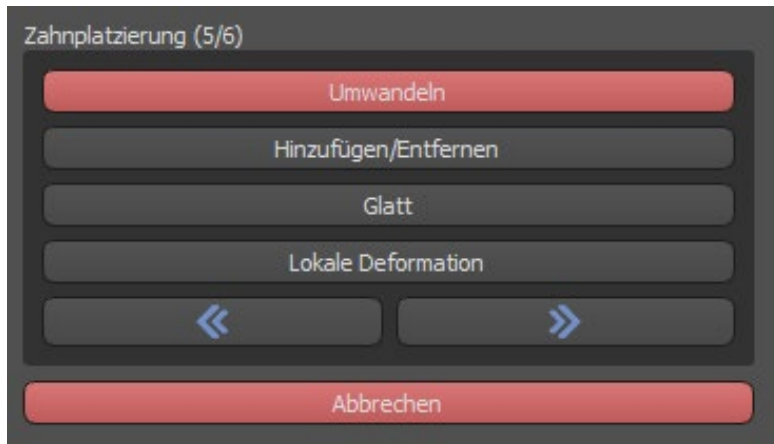 Zahnplatzierung (5/6)
Umwandeln
Hinzufügen/Entfernen
Glatt
Lokale Deformation
Abbrechen